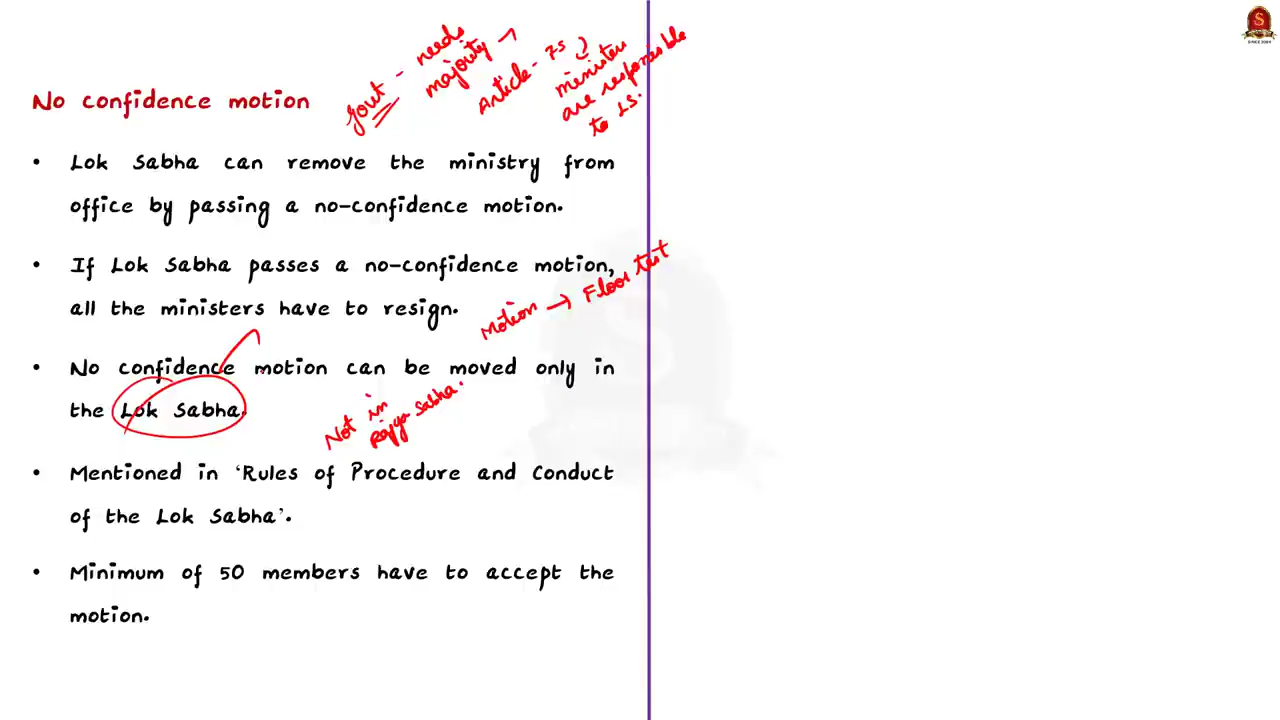 No confidence motion
Govt - needs
majority →
Article - 75 }
ministers
are responsible
to LS.
• Lok Sabha can remove the ministry from
office by passing a no-confidence motion.
• If Lok Sabha passes a no-confidence motion,
all the ministers have to resign.
Motion → Floor test
• No confidence motion can be moved only in
the Lok Sabha.
Not in
Rajya Sabha.
• Mentioned in ‘Rules of Procedure and Conduct
of the Lok Sabha’.
• Minimum of 50 members have to accept the
motion.
S